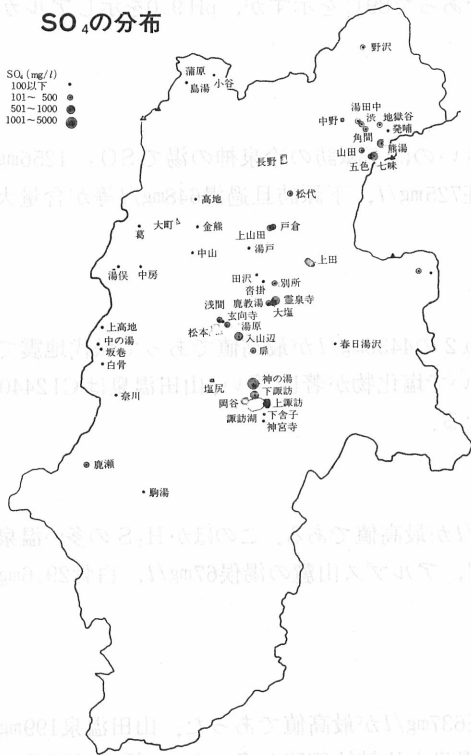 SO₄の分布
SO₄(mg/l)
100以下
101～ 500
501～1000
1001～5000
野沢
蒲原
小谷
島湯
湯田中
中野
渋
地獄谷
発哺
角間
熊湯
山田
五色
七味
長野
松代
高地
大町
葛
金熊
戸倉
上山田
中山
湯戸
上田
湯俣
中房
田沢
沓掛
別所
鹿教湯
霊泉寺
大塩
浅間
玄向寺
湯原
松本
入山辺
扉
上高地
中の湯
坂巻
白骨
春日湯沢
奈川
塩尻
神の湯
下諏訪
岡谷
上諏訪
諏訪湖
下舎子
神宮寺
鹿瀬
駒湯